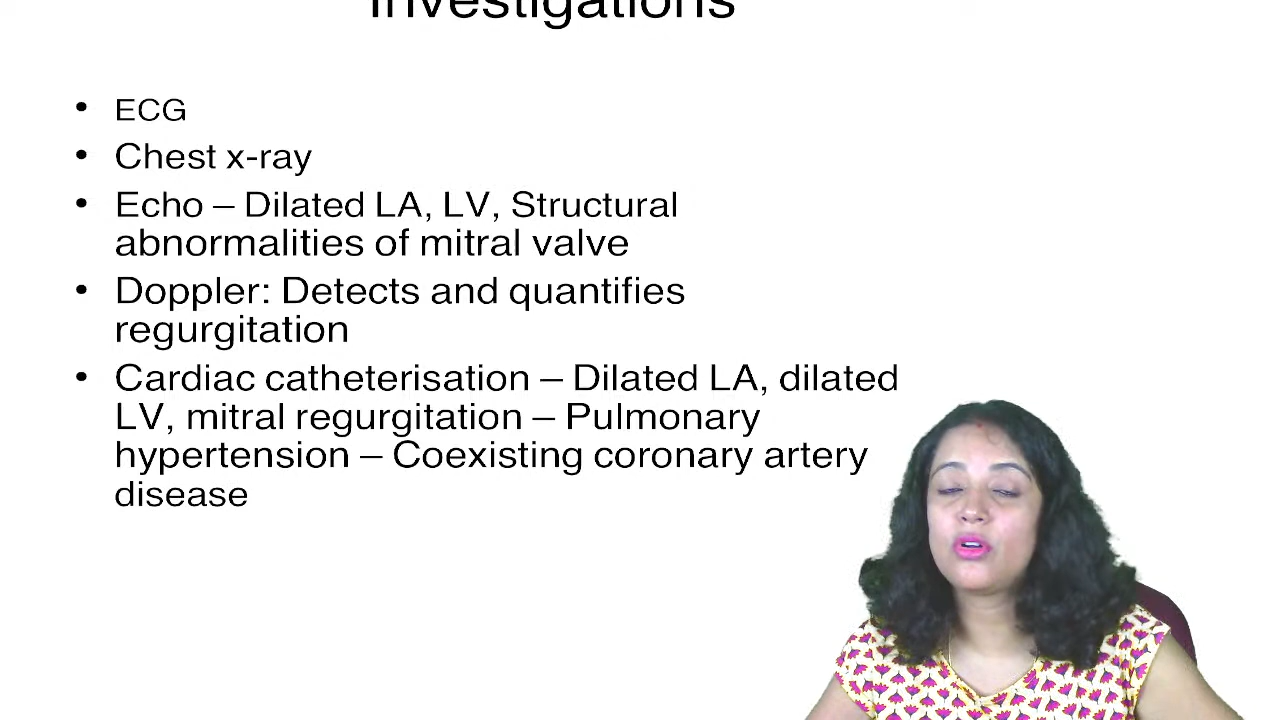 Investigations
• ECG
• Chest x-ray
• Echo – Dilated LA, LV, Structural
abnormalities of mitral valve
• Doppler: Detects and quantifies
regurgitation
• Cardiac catheterisation – Dilated LA, dilated
LV, mitral regurgitation – Pulmonary
hypertension – Coexisting coronary artery
disease